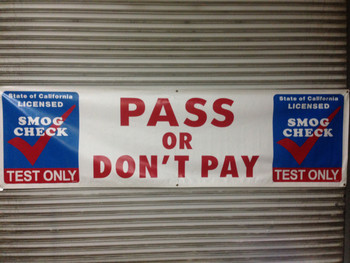 State of California
LICENSED
SMOG
CHECK
TEST ONLY
PASS
OR
DON'T PAY
State of California
LICENSED
SMOG
CHECK
TEST ONLY